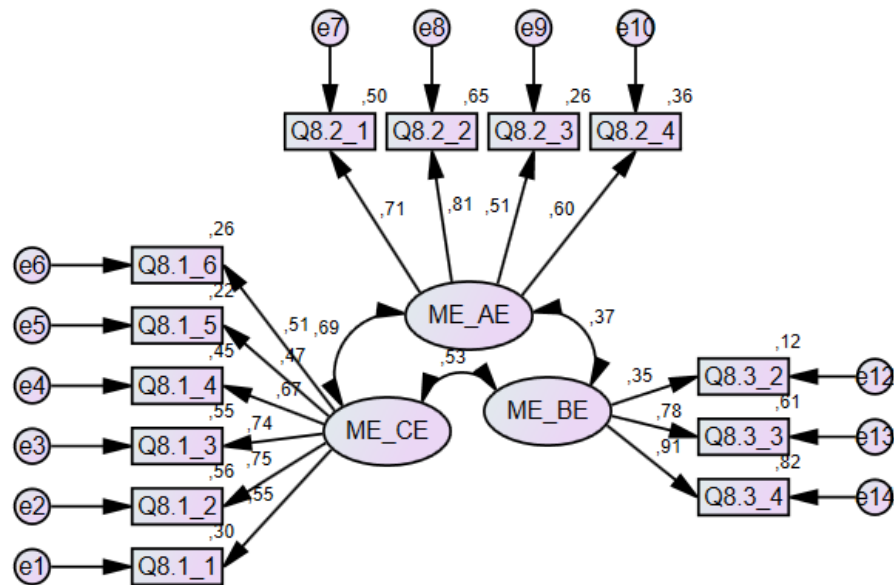 e7 e8 e9 e10
,50 ,65 ,26 ,36
Q8.2_1 Q8.2_2 Q8.2_3 Q8.2_4
,71 ,81 ,51 ,60
,26
e6 Q8.1_6
,22
e5 Q8.1_5
,45
e4 Q8.1_4
,55
e3 Q8.1_3
,56
e2 Q8.1_2
,30
e1 Q8.1_1
,51 ,69
,47
,67
,74
,75
,55
ME_AE
,37
,53
ME_CE
ME_BE
,12
,35 Q8.3_2 e12
,61
,78 Q8.3_3 e13
,82
,91 Q8.3_4 e14